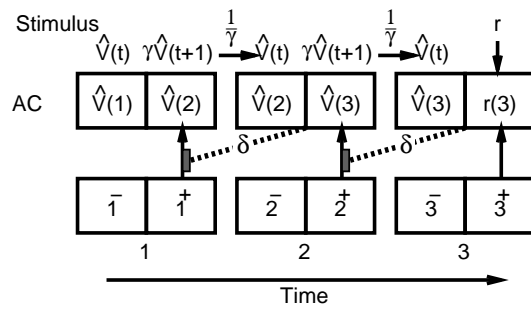 Stimulus r
V̂(t) γV̂(t+1) 1/γ V̂(t) γV̂(t+1) 1/γ V̂(t)
AC V̂(1) V̂(2) V̂(2) V̂(3) V̂(3) r(3)
δ δ
1⁻ 1⁺ 2⁻ 2⁺ 3⁻ 3⁺
1 2 3
Time